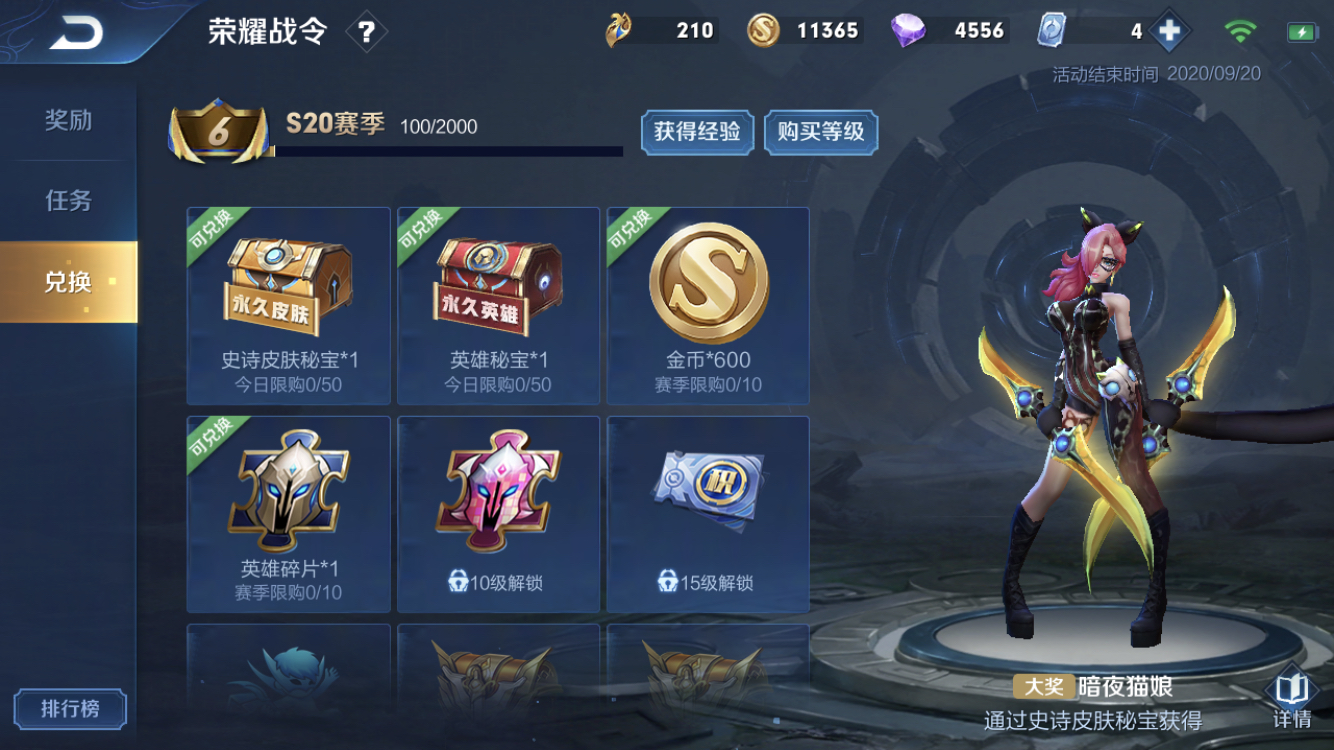 荣耀战令 ?
210
11365
4556
4
活动结束时间 2020/09/20
奖励
任务
兑换
排行榜
6
S20赛季 100/2000
获得经验
购买等级
可兑换
永久皮肤
史诗皮肤秘宝*1
今日限购0/50
可兑换
永久英雄
英雄秘宝*1
今日限购0/50
可兑换
S
金币*600
赛季限购0/10
可兑换
英雄碎片*1
赛季限购0/10
10级解锁
积
15级解锁
大奖 暗夜猫娘
通过史诗皮肤秘宝获得
详情